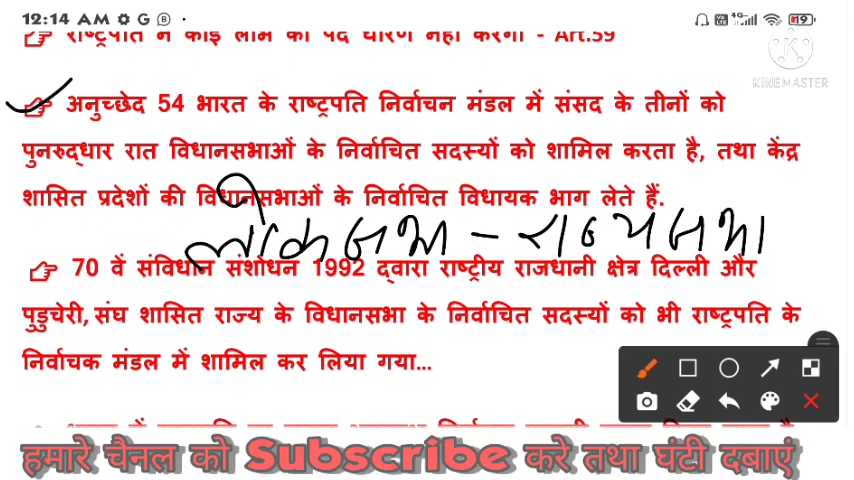 12:14 AM
4G
19
राष्ट्रपति में कोई लाभ का पद धारण नहीं करेगा - Art.59
KINEMASTER
अनुच्छेद 54 भारत के राष्ट्रपति निर्वाचन मंडल में संसद के तीनों को
पुनरुद्धार रात विधानसभाओं के निर्वाचित सदस्यों को शामिल करता है, तथा केंद्र
शासित प्रदेशों की विधानसभाओं के निर्वाचित विधायक भाग लेते हैं.
लोकसभा - राज्यसभा
70 वें संविधान संशोधन 1992 द्वारा राष्ट्रीय राजधानी क्षेत्र दिल्ली और
पुडुचेरी, संघ शासित राज्य के विधानसभा के निर्वाचित सदस्यों को भी राष्ट्रपति के
निर्वाचक मंडल में शामिल कर लिया गया...
हमारे चैनल को Subscribe करे तथा घंटी दबाएं